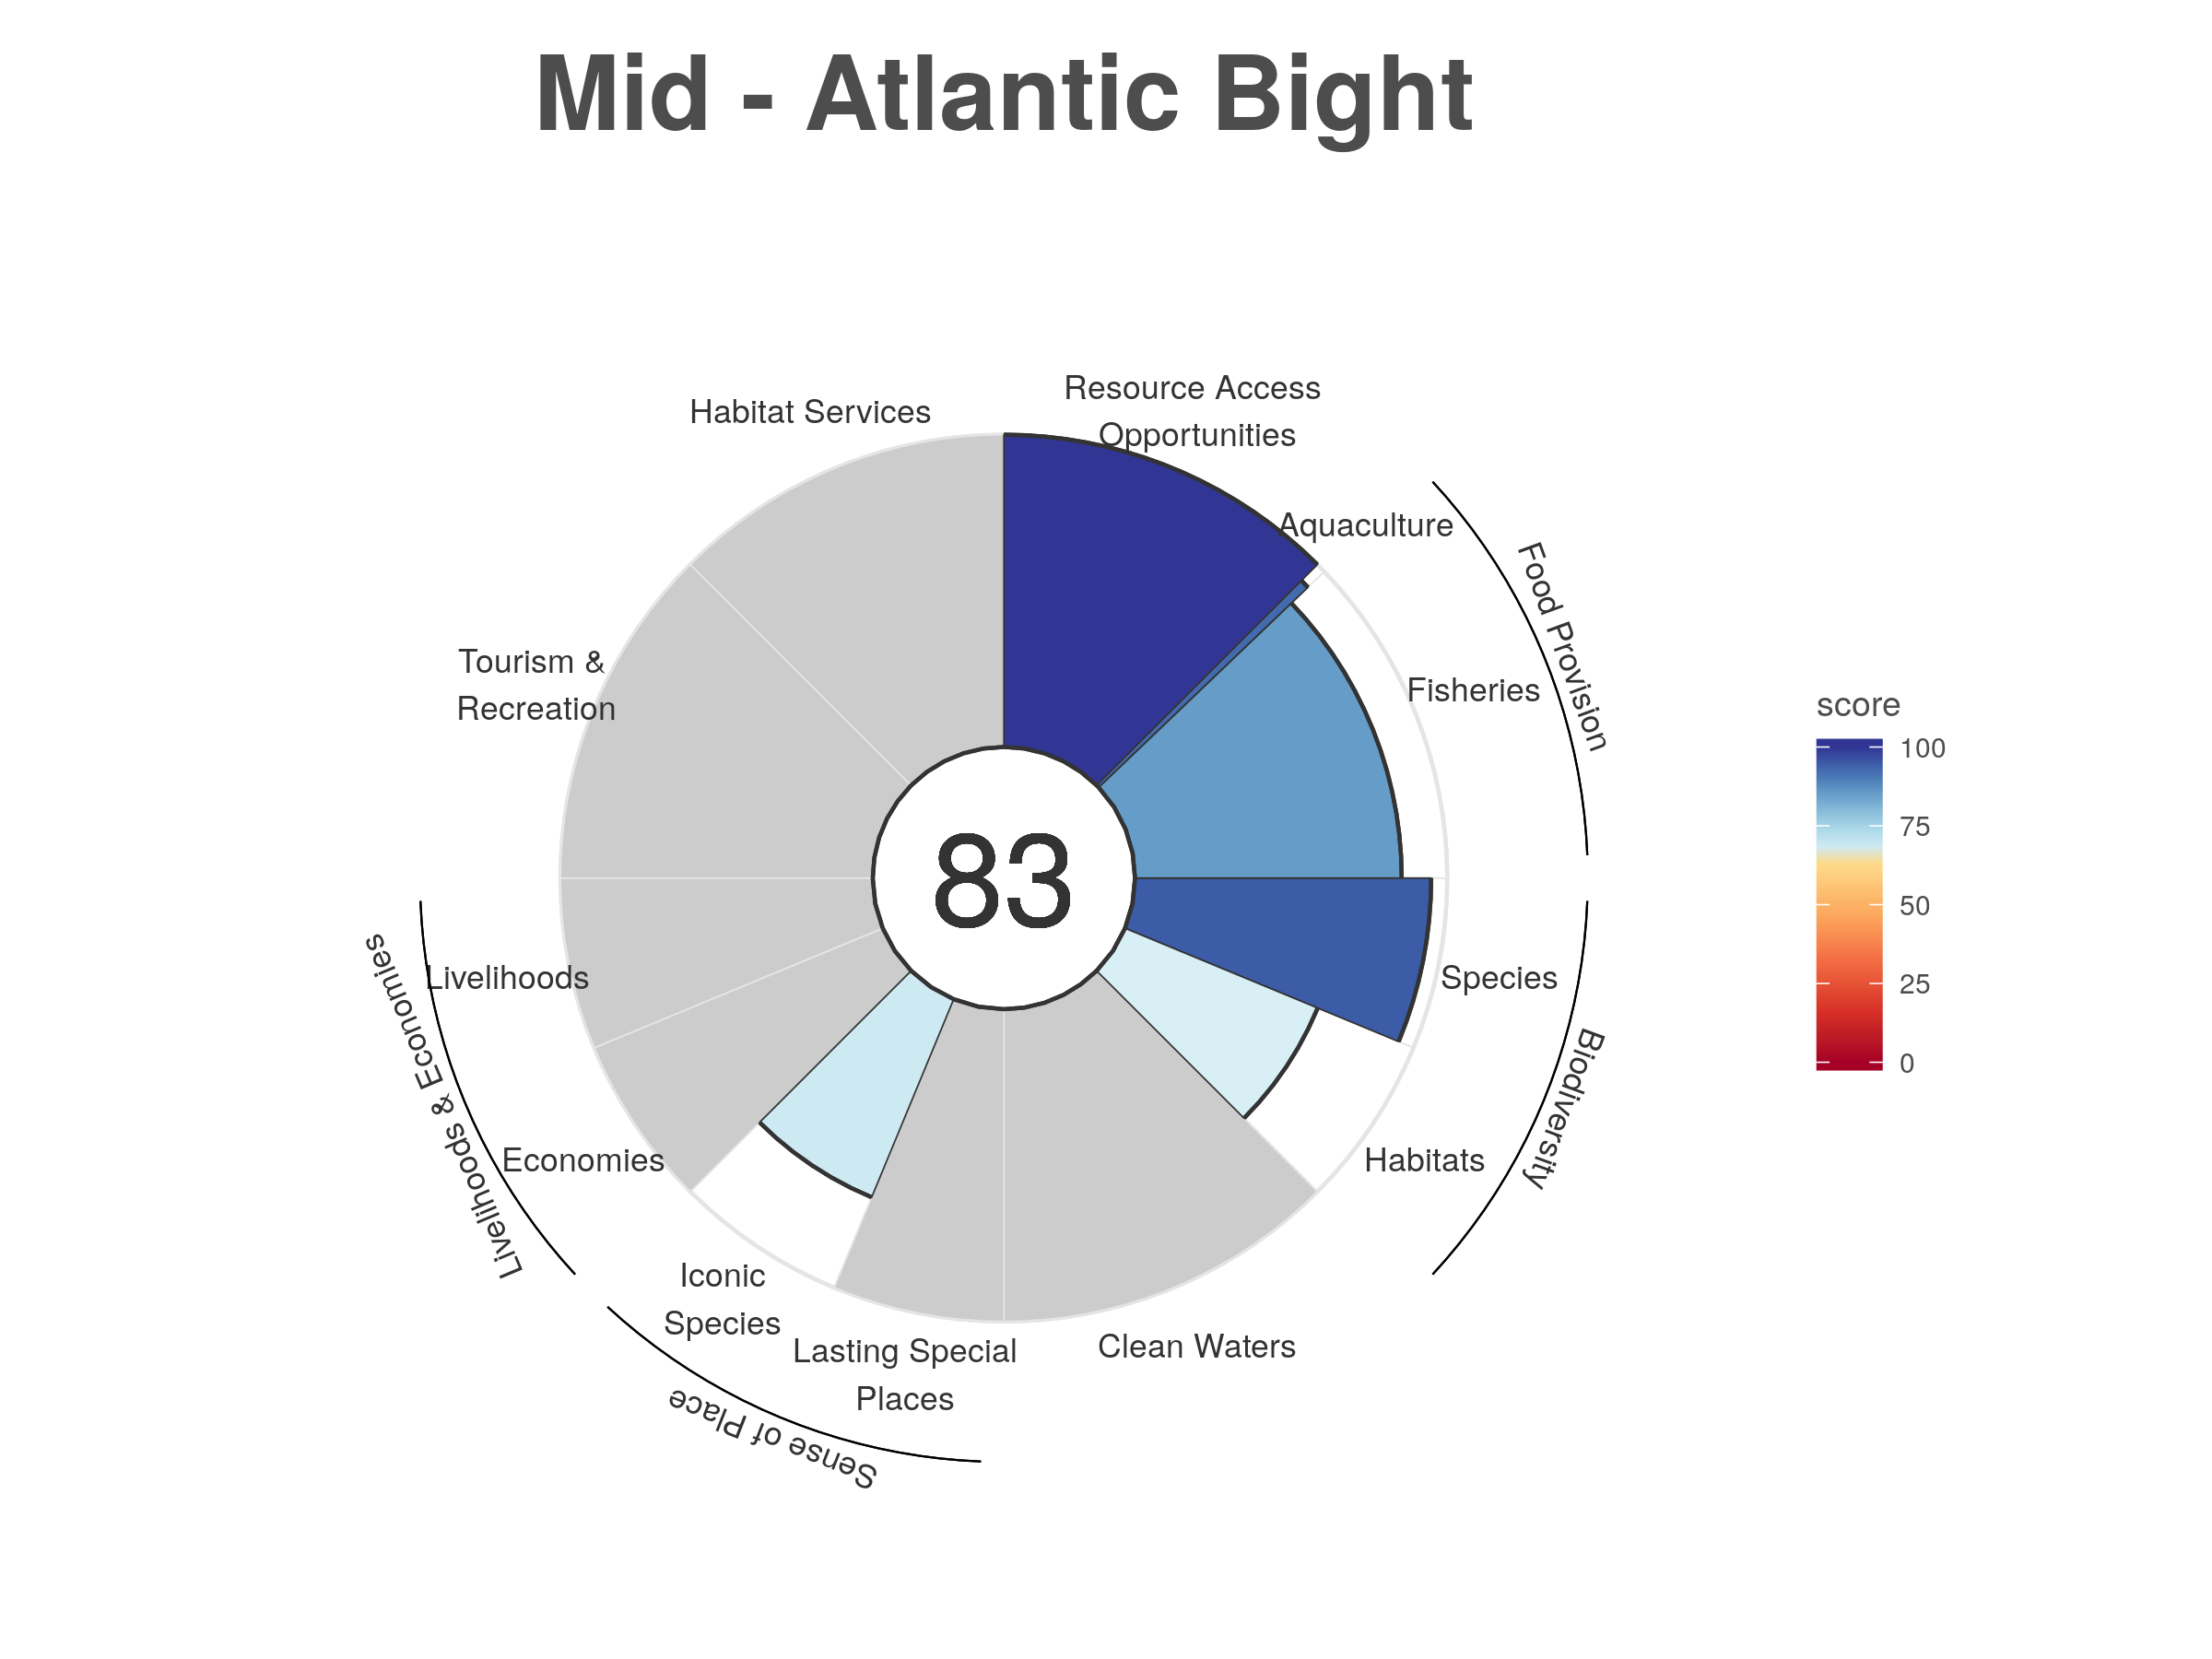 Mid - Atlantic Bight
Resource Access
Opportunities
Habitat Services
Aquaculture
Food Provision
Fisheries
Tourism &
Recreation
score
100
75
50
25
0
83
Species
Biodiversity
Livelihoods
Livelihoods & Economies
Habitats
Economies
Iconic
Species
Lasting Special
Places
Clean Waters
Sense of Place